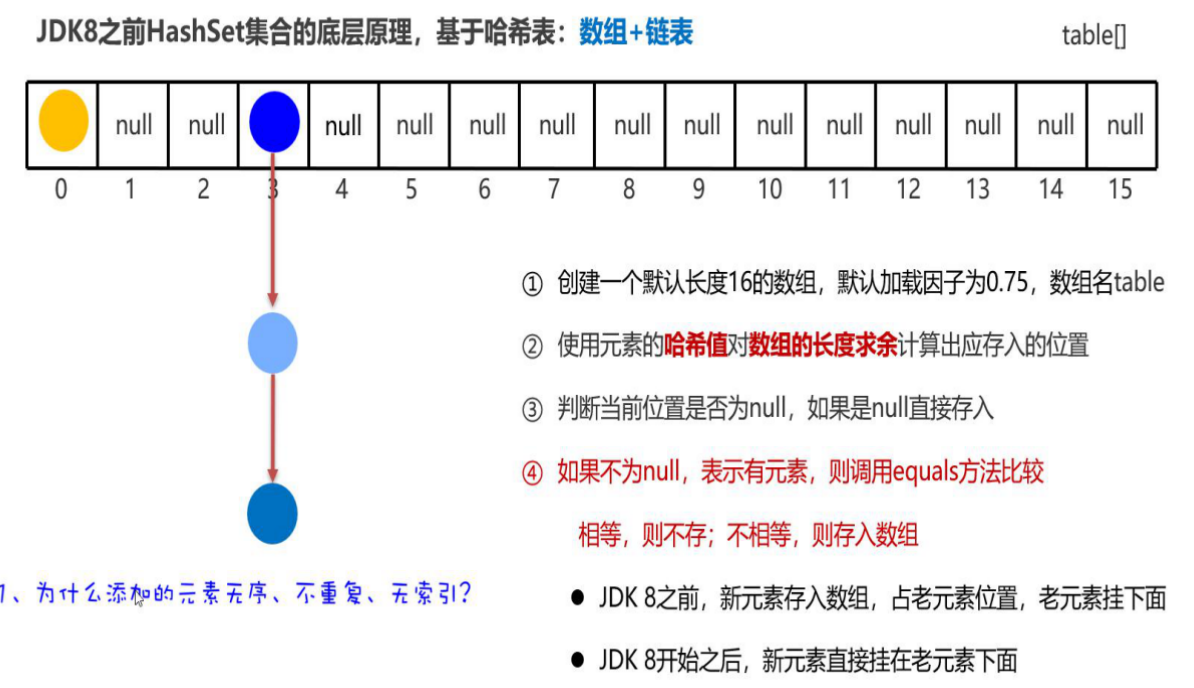 JDK8之前HashSet集合的底层原理，基于哈希表：数组+链表
table[]
null null null null null null null null null null null null null null
0 1 2 3 4 5 6 7 8 9 10 11 12 13 14 15
① 创建一个默认长度16的数组，默认加载因子为0.75，数组名table
② 使用元素的哈希值对数组的长度求余计算出应存入的位置
③ 判断当前位置是否为null，如果是null直接存入
④ 如果不为null，表示有元素，则调用equals方法比较
相等，则不存；不相等，则存入数组
1、为什么添加的元素无序、不重复、无索引？
● JDK 8之前，新元素存入数组，占老元素位置，老元素挂下面
● JDK 8开始之后，新元素直接挂在老元素下面